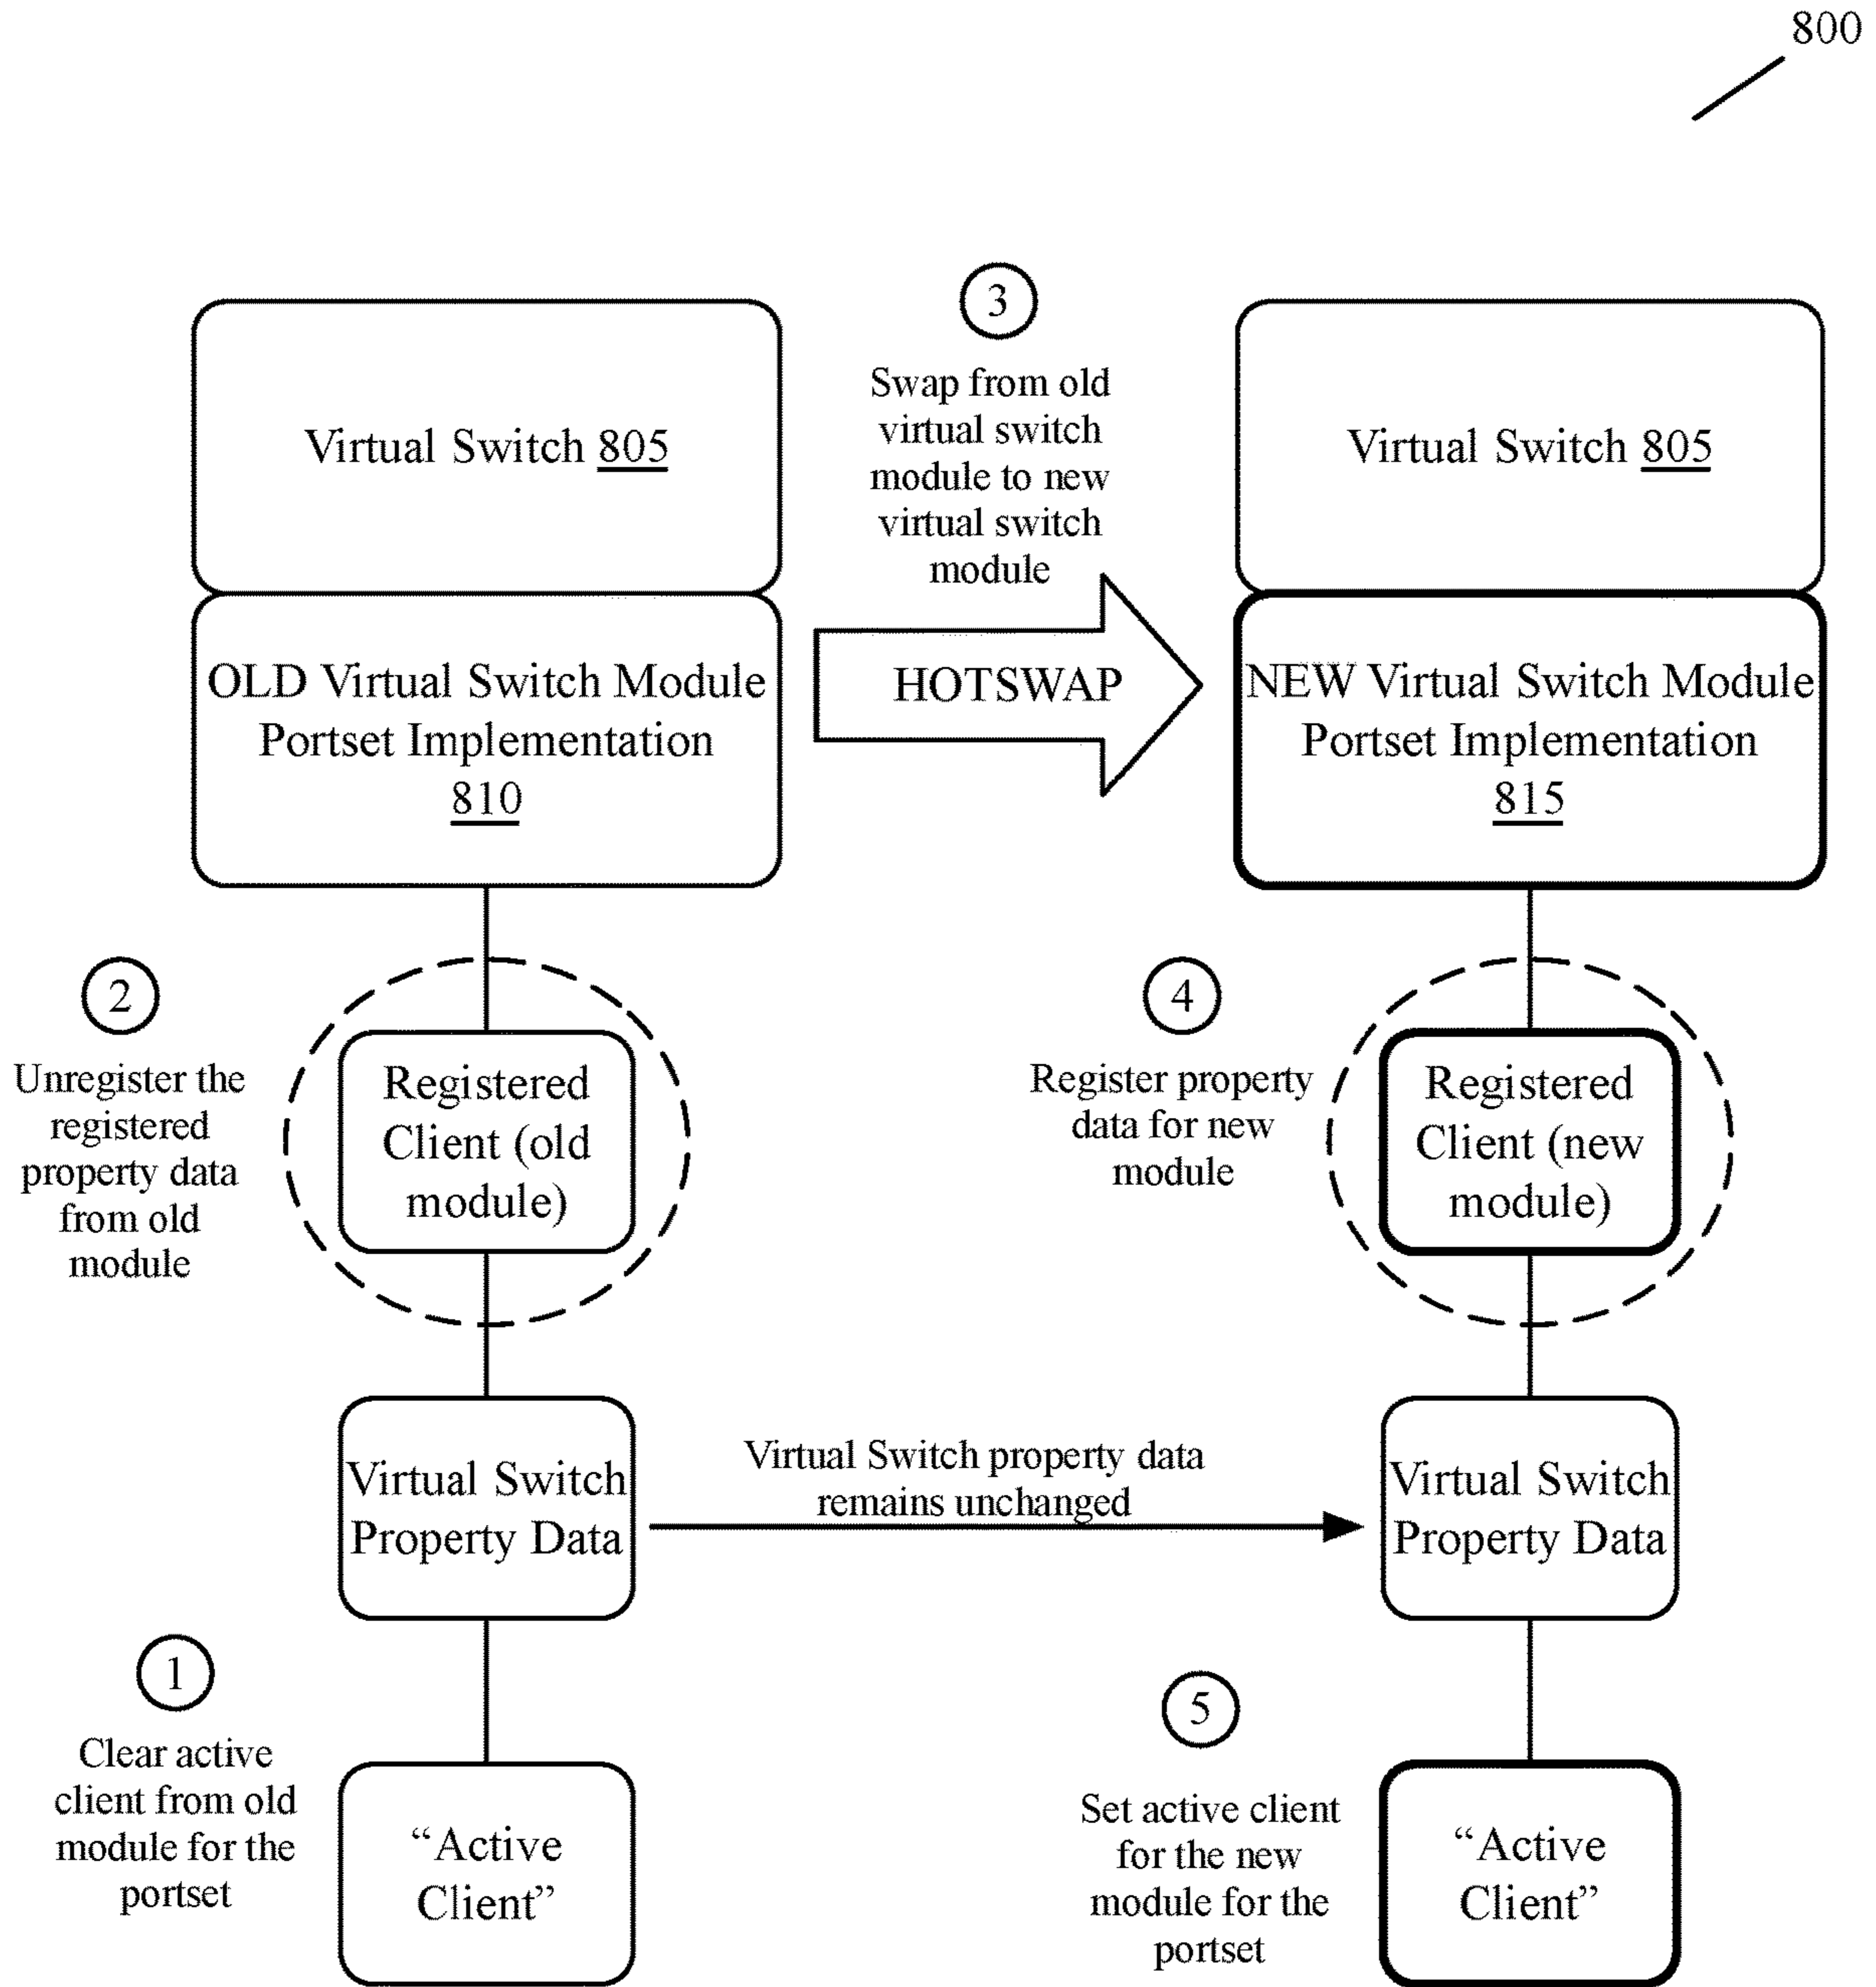 800
Virtual Switch 805
OLD Virtual Switch Module
Portset Implementation
810
3
Swap from old
virtual switch
module to new
virtual switch
module
HOTSWAP
Virtual Switch 805
NEW Virtual Switch Module
Portset Implementation
815
2
Unregister the
registered
property data
from old
module
Registered
Client (old
module)
4
Register property
data for new
module
Registered
Client (new
module)
Virtual Switch
Property Data
Virtual Switch property data
remains unchanged
Virtual Switch
Property Data
1
Clear active
client from old
module for the
portset
“Active
Client”
5
Set active client
for the new
module for the
portset
“Active
Client”